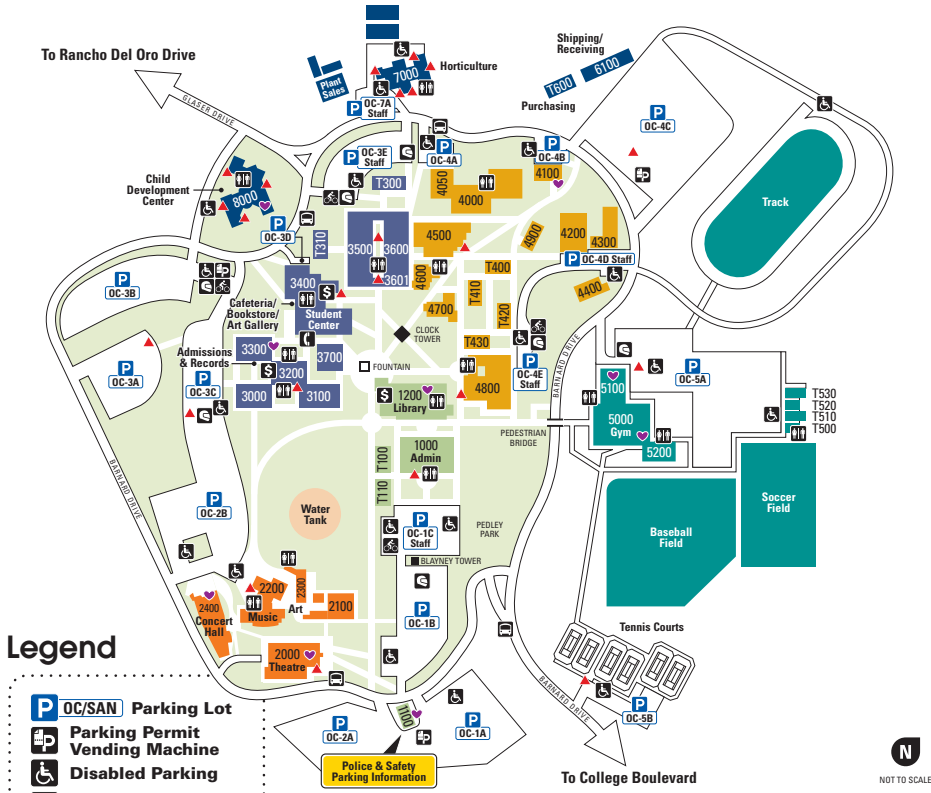 To Rancho Del Oro Drive
GLASER DRIVE
Plant
Sales
7000
Horticulture
Shipping/
Receiving
T600
6100
Purchasing
P
OC-7A
Staff
P
OC-3E
Staff
P
OC-4A
P
OC-4B
P
OC-4C
Child
Development
Center
8000
T300
4050
4000
4100
Track
P
OC-3D
T310
3500
3600
3601
4500
4600
4900
4200
4300
P OC-4D Staff
4400
P
OC-3B
3400
Cafeteria/
Bookstore/
Art Gallery
$
Student
Center
T400
T410
T420
4700
CLOCK
TOWER
T430
Admissions
& Records
3300
3700
$
3200
3000
3100
FOUNTAIN
P
OC-3A
P
OC-3C
4800
P
OC-4E
Staff
BARNARD DRIVE
P
OC-5A
5100
5000
Gym
5200
T530
T520
T510
T500
$
1200
Library
PEDESTRIAN
BRIDGE
1000
Admin
T100
T110
BARNARD DRIVE
P
OC-2B
Water
Tank
P
OC-1C
Staff
PEDLEY
PARK
BLAYNEY TOWER
Baseball
Field
Soccer
Field
2400
Concert
Hall
2200
Music
2300
Art
2100
P
OC-1B
Tennis Courts
2000
Theatre
BARNARD DRIVE
P
OC-5B
1100
P
OC-2A
P
OC-1A
Police & Safety
Parking Information
To College Boulevard
N
NOT TO SCALE
Legend
P OC/SAN Parking Lot
P Parking Permit
Vending Machine
Disabled Parking